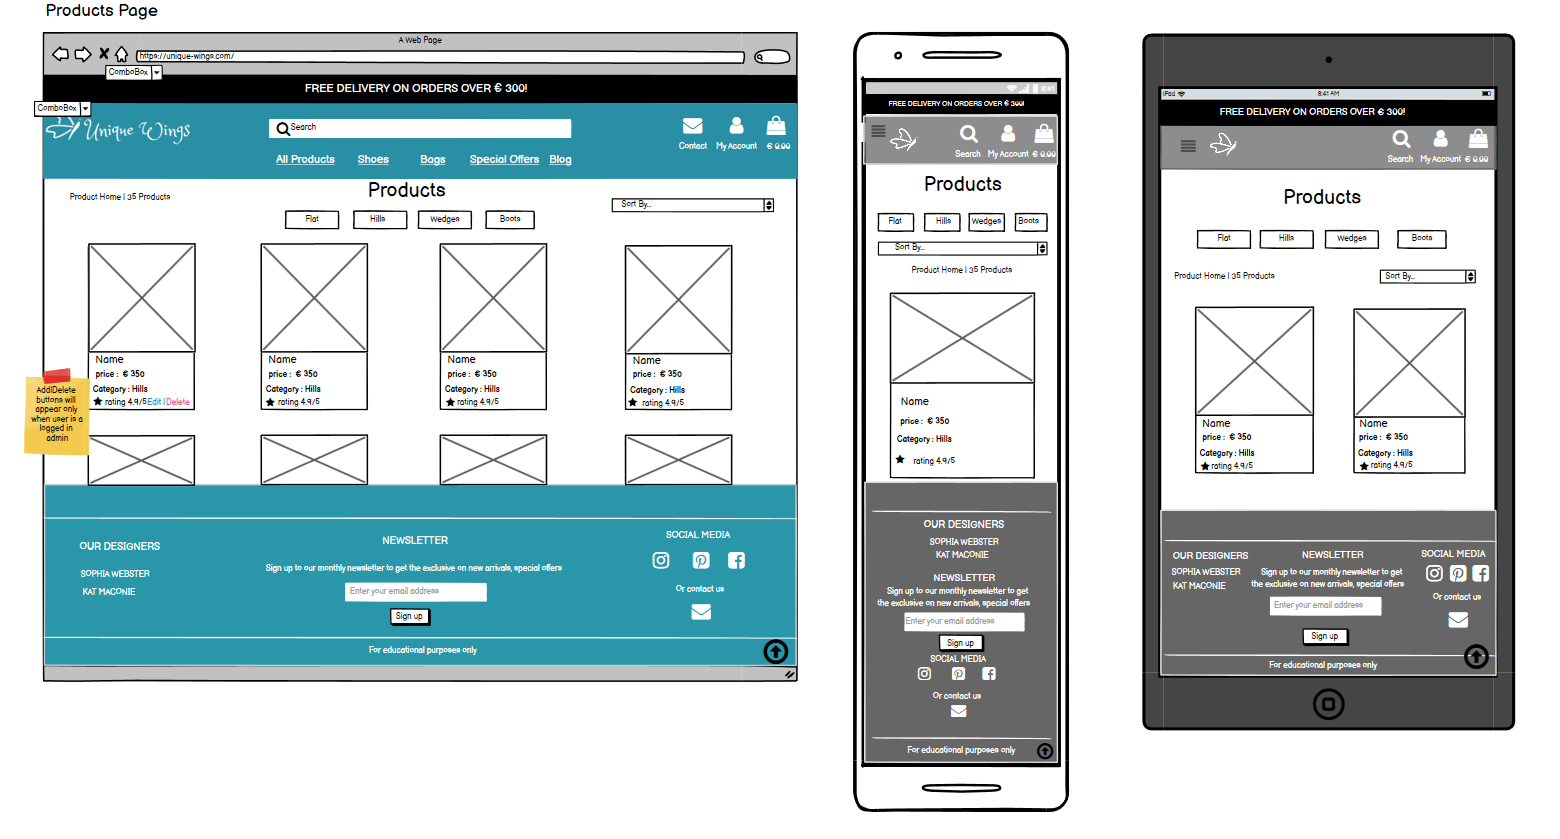 Products Page
A Web Page
https://unique-wings.com/
ComboBox
FREE DELIVERY ON ORDERS OVER € 300!
ComboBox
Unique Wings
Search
Contact
My Account
€ 0.00
All Products
Shoes
Bags
Special Offers
Blog
Product Home | 35 Products
Products
Sort By...
Flat
Hills
Wedges
Boots
Name
price : € 350
Category : Hills
rating 4.9/5
Edit | Delete
Name
price : € 350
Category : Hills
rating 4.9/5
Name
price : € 350
Category : Hills
rating 4.9/5
Name
price : € 350
Category : Hills
rating 4.9/5
Add|Delete
buttons will
appear only
when user is a
logged in
admin
OUR DESIGNERS
SOPHIA WEBSTER
KAT MACONIE
NEWSLETTER
Sign up to our monthly newsletter to get the exclusive on new arrivals, special offers
Enter your email address
Sign up
SOCIAL MEDIA
Or contact us
For educational purposes only
8:41
FREE DELIVERY ON ORDERS OVER € 300!
Search
My Account
€ 0.00
Products
Flat
Hills
Wedges
Boots
Sort By...
Product Home | 35 Products
Name
price : € 350
Category : Hills
rating 4.9/5
OUR DESIGNERS
SOPHIA WEBSTER
KAT MACONIE
NEWSLETTER
Sign up to our monthly newsletter to get
the exclusive on new arrivals, special offers
Enter your email address
Sign up
SOCIAL MEDIA
Or contact us
For educational purposes only
iPad
8:41 AM
FREE DELIVERY ON ORDERS OVER € 300!
Search
My Account
€ 0.00
Products
Flat
Hills
Wedges
Boots
Product Home | 35 Products
Sort By...
Name
price : € 350
Category : Hills
rating 4.9/5
Name
price : € 350
Category : Hills
rating 4.9/5
OUR DESIGNERS
SOPHIA WEBSTER
KAT MACONIE
NEWSLETTER
Sign up to our monthly newsletter to get
the exclusive on new arrivals, special offers
Enter your email address
Sign up
SOCIAL MEDIA
Or contact us
For educational purposes only